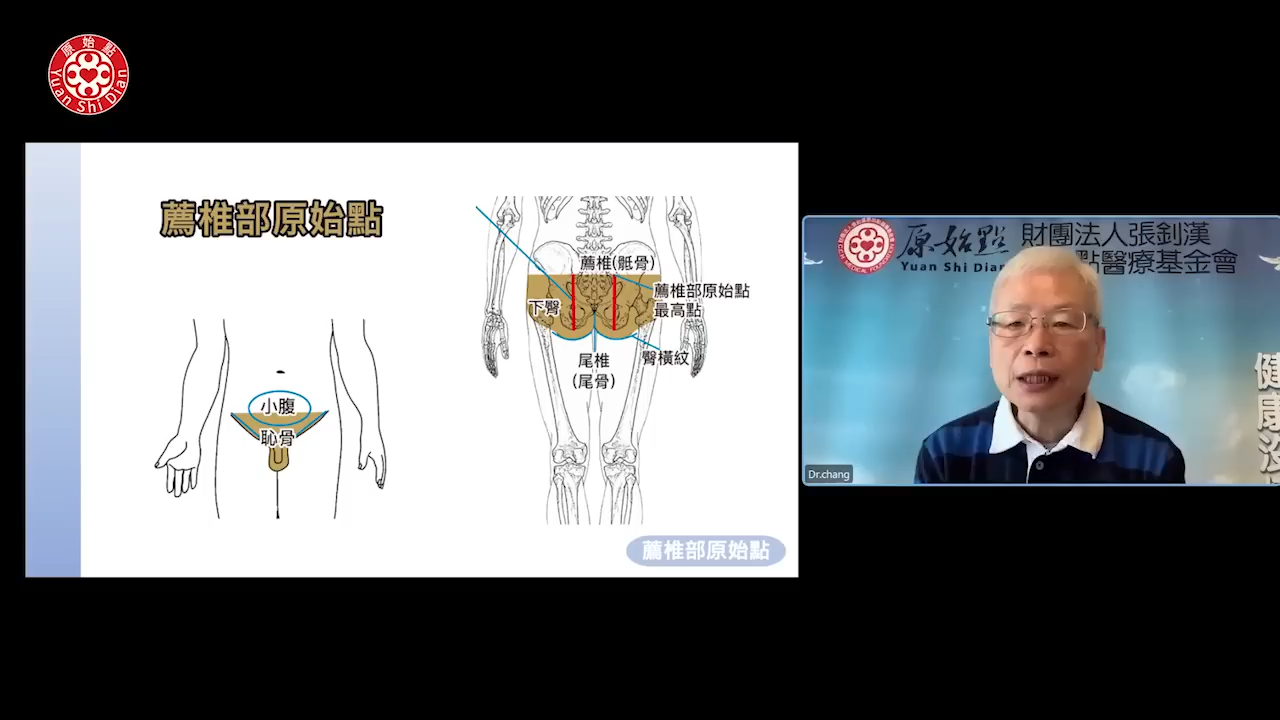 原始點
Yuan Shi Dian
薦椎部原始點
薦椎(骶骨)
薦椎部原始點
最高點
下臀
尾椎
(尾骨)
臀橫紋
小腹
恥骨
薦椎部原始點
原始點
Yuan Shi Dian
財團法人張釗漢
點醫療基金會
健康沒
Dr.chang